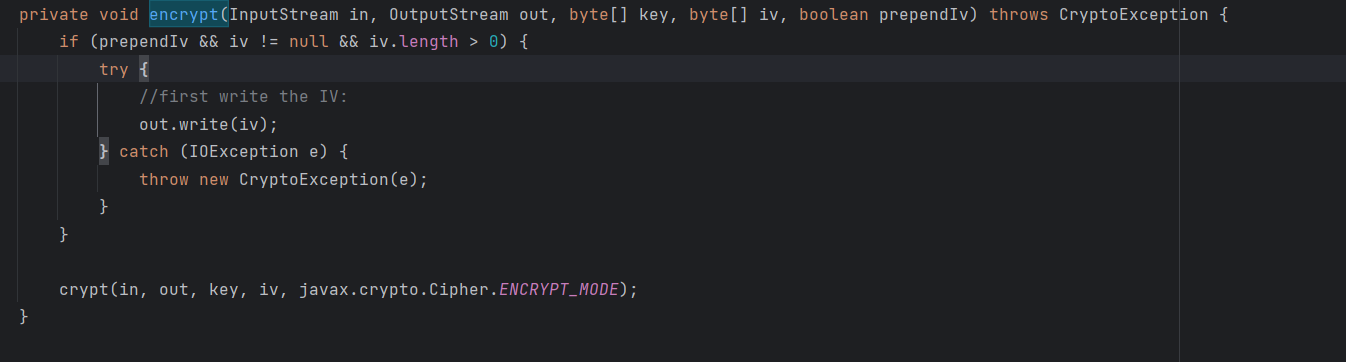 private void encrypt(InputStream in, OutputStream out, byte[] key, byte[] iv, boolean prependIv) throws CryptoException {
    if (prependIv && iv != null && iv.length > 0) {
        try {
            //first write the IV:
            out.write(iv);
        } catch (IOException e) {
            throw new CryptoException(e);
        }
    }

    crypt(in, out, key, iv, javax.crypto.Cipher.ENCRYPT_MODE);
}